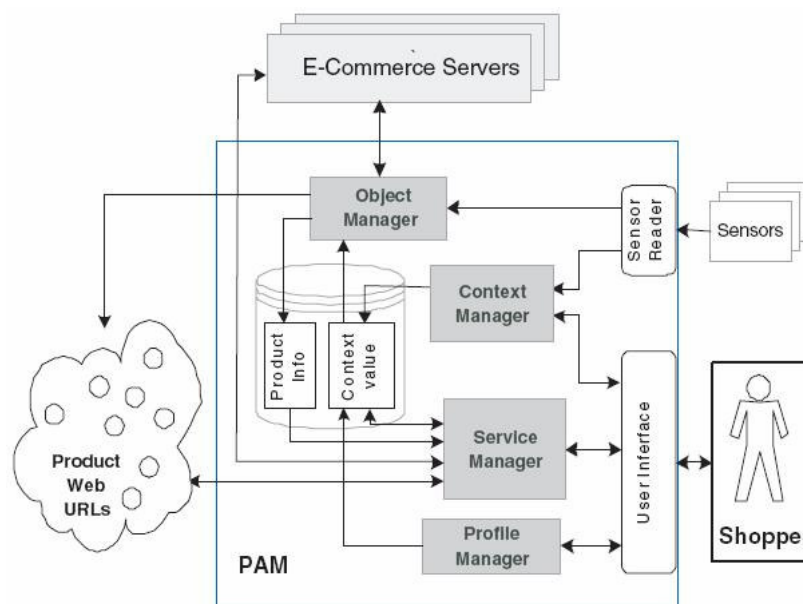 E-Commerce Servers
Object
Manager
Sensor
Reader
Sensors
Context
Manager
Product
Info
Context
value
Product
Web
URLs
Service
Manager
User Interface
Profile
Manager
PAM
Shoppe